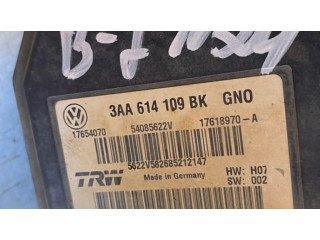 3AA 614 109 BK GNO
17654070 54085622V 17618970-A
5622V582685212147
TRW Made in Germany HW: H07
SW: 002